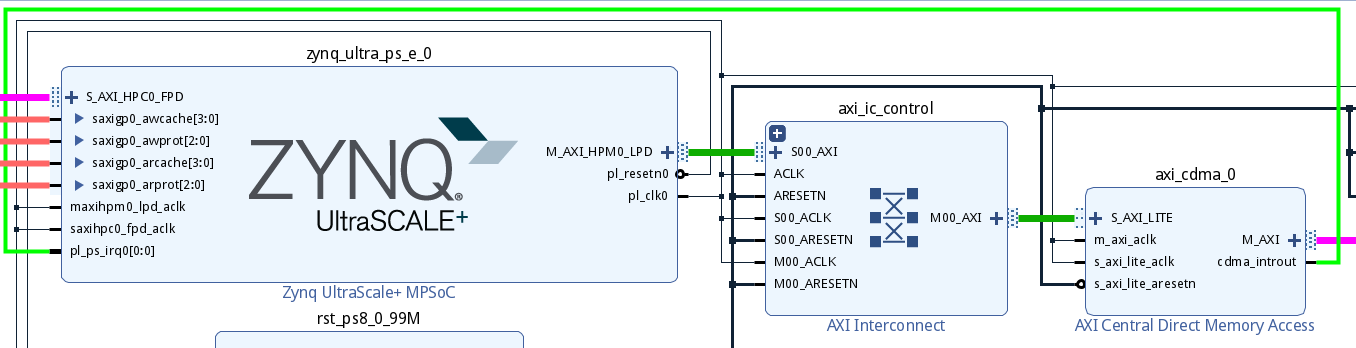 zynq_ultra_ps_e_0
S_AXI_HPC0_FPD
saxigp0_awcache[3:0]
saxigp0_awprot[2:0]
saxigp0_arcache[3:0]
saxigp0_arprot[2:0]
maxihpm0_lpd_aclk
saxihpc0_fpd_aclk
pl_ps_irq0[0:0]
ZYNQ®
UltraSCALE+
M_AXI_HPM0_LPD
pl_resetn0
pl_clk0
Zynq UltraScale+ MPSoC
rst_ps8_0_99M
axi_ic_control
S00_AXI
ACLK
ARESETN
S00_ACLK
S00_ARESETN
M00_ACLK
M00_ARESETN
M00_AXI
AXI Interconnect
axi_cdma_0
S_AXI_LITE
m_axi_aclk
s_axi_lite_aclk
s_axi_lite_aresetn
M_AXI
cdma_introut
AXI Central Direct Memory Access